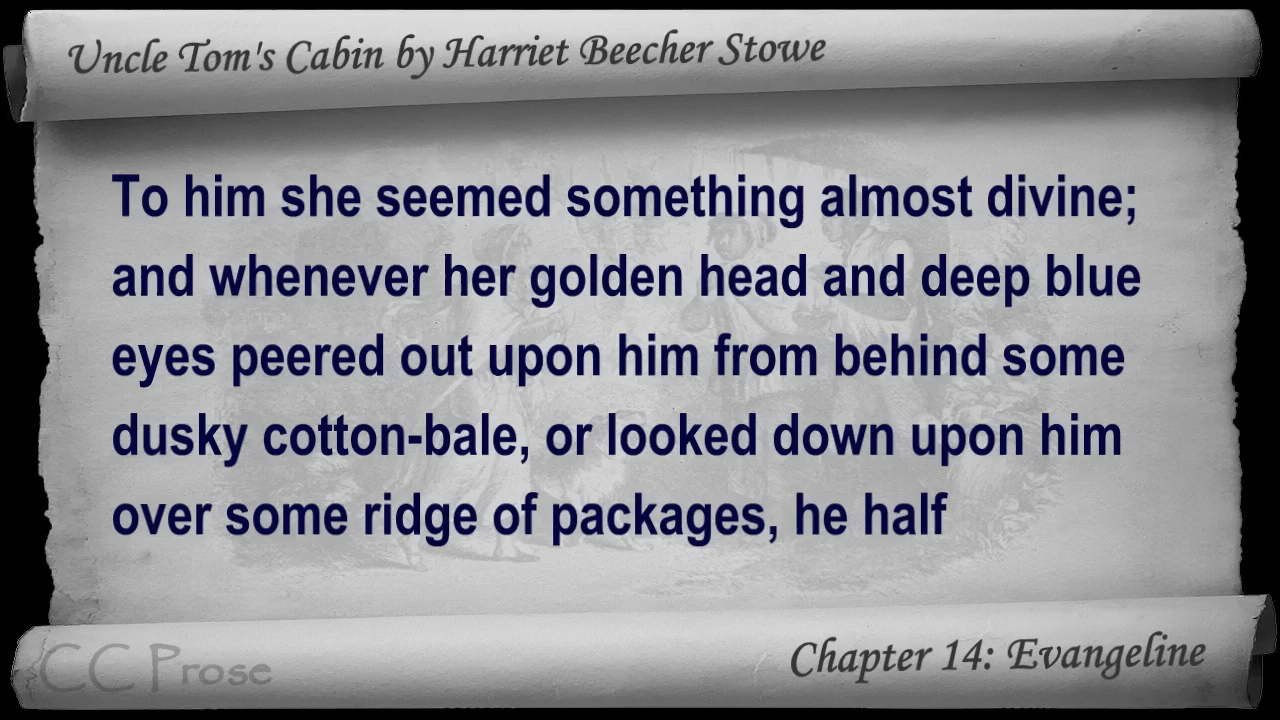 Uncle Tom's Cabin by Harriet Beecher Stowe
To him she seemed something almost divine;
and whenever her golden head and deep blue
eyes peered out upon him from behind some
dusky cotton-bale, or looked down upon him
over some ridge of packages, he half
CC Prose
Chapter 14: Evangeline